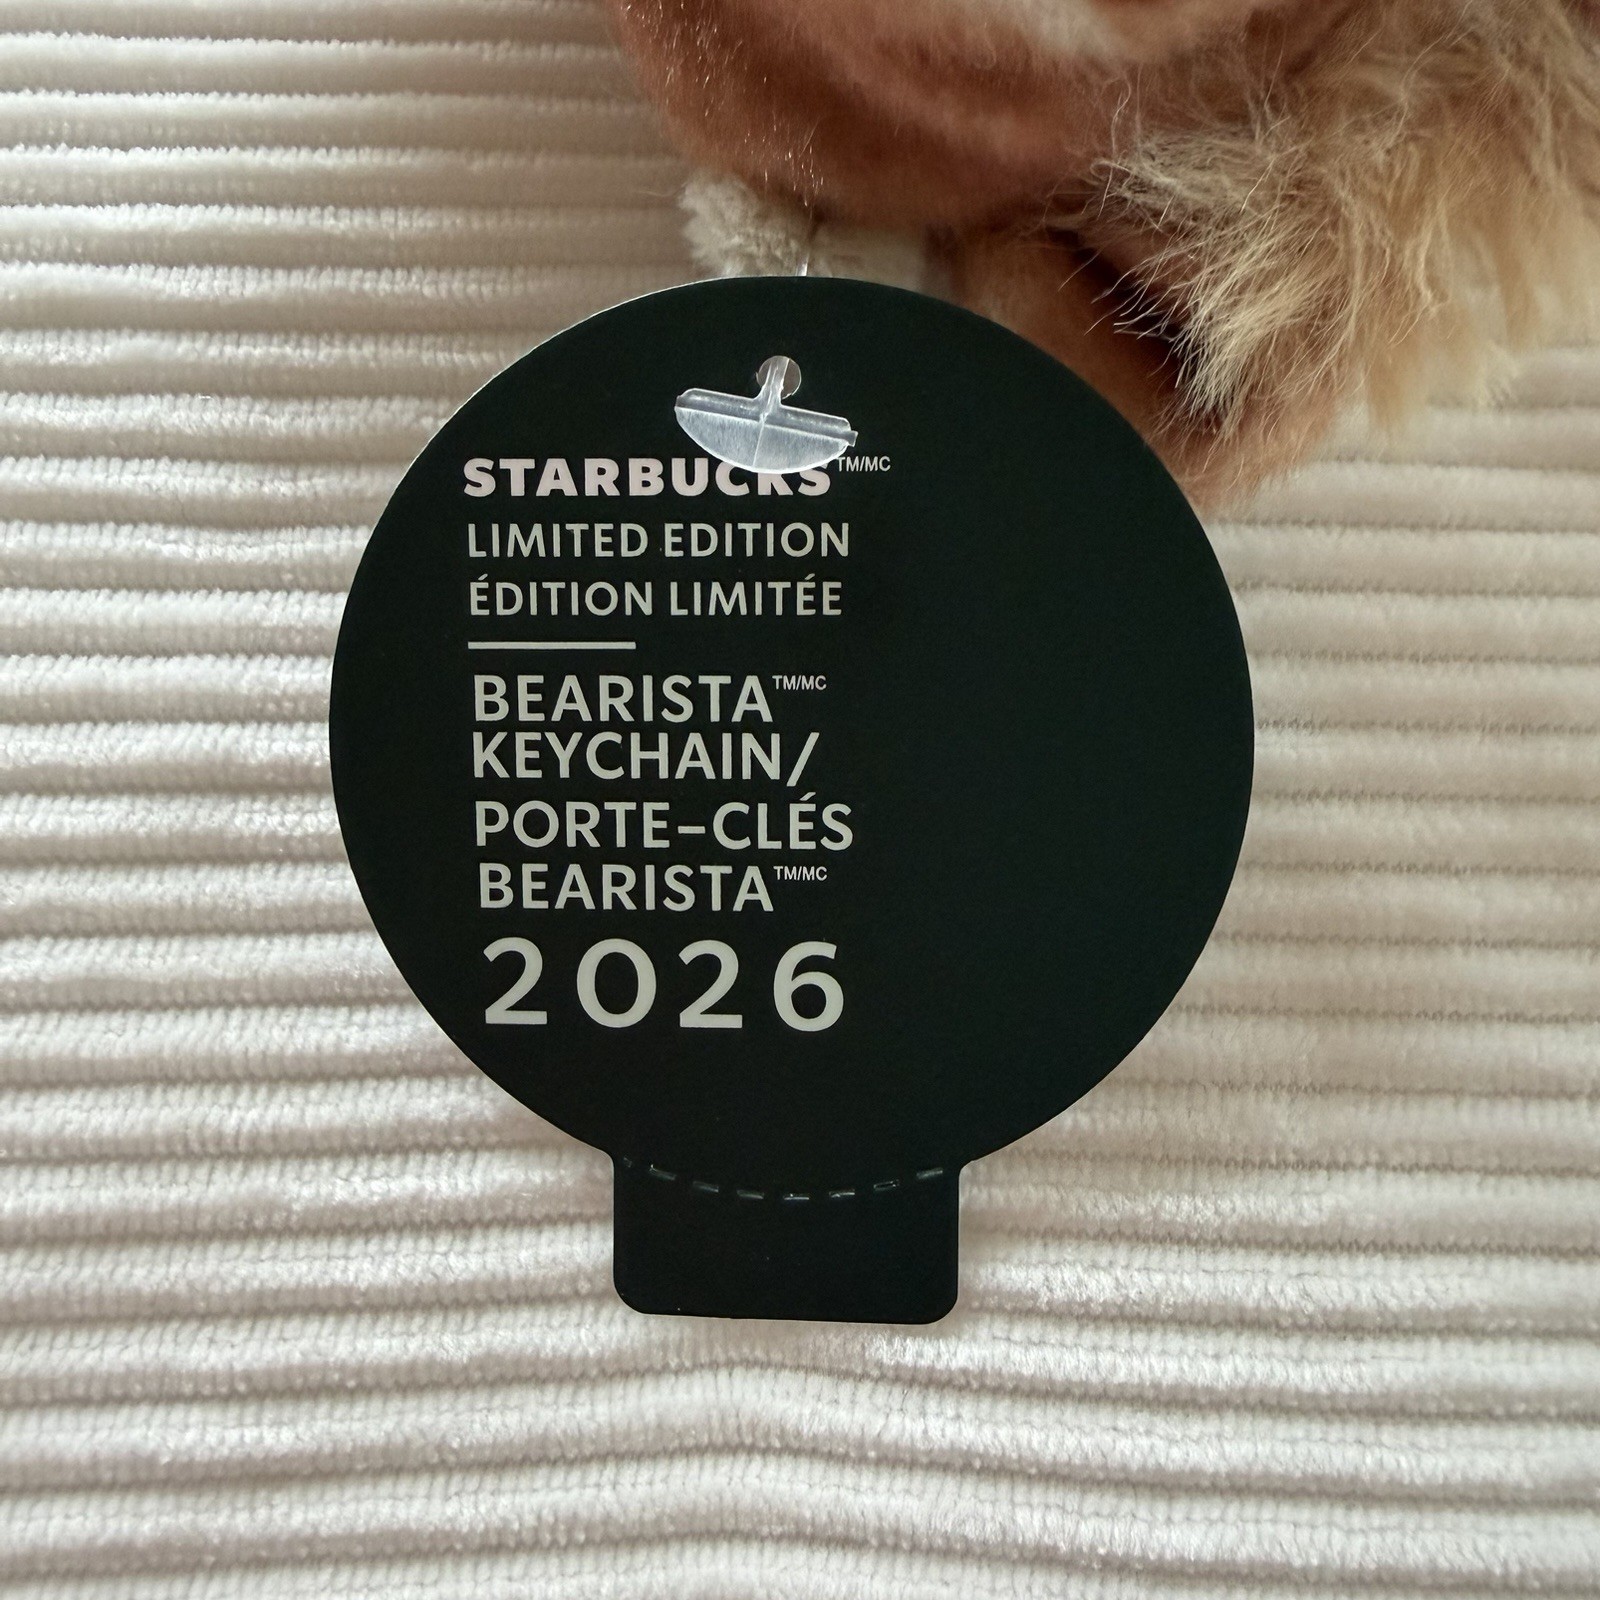 STARBUCKS™/MC
LIMITED EDITION
ÉDITION LIMITÉE
BEARISTA™/MC
KEYCHAIN/
PORTE-CLÉS
BEARISTA™/MC
2026